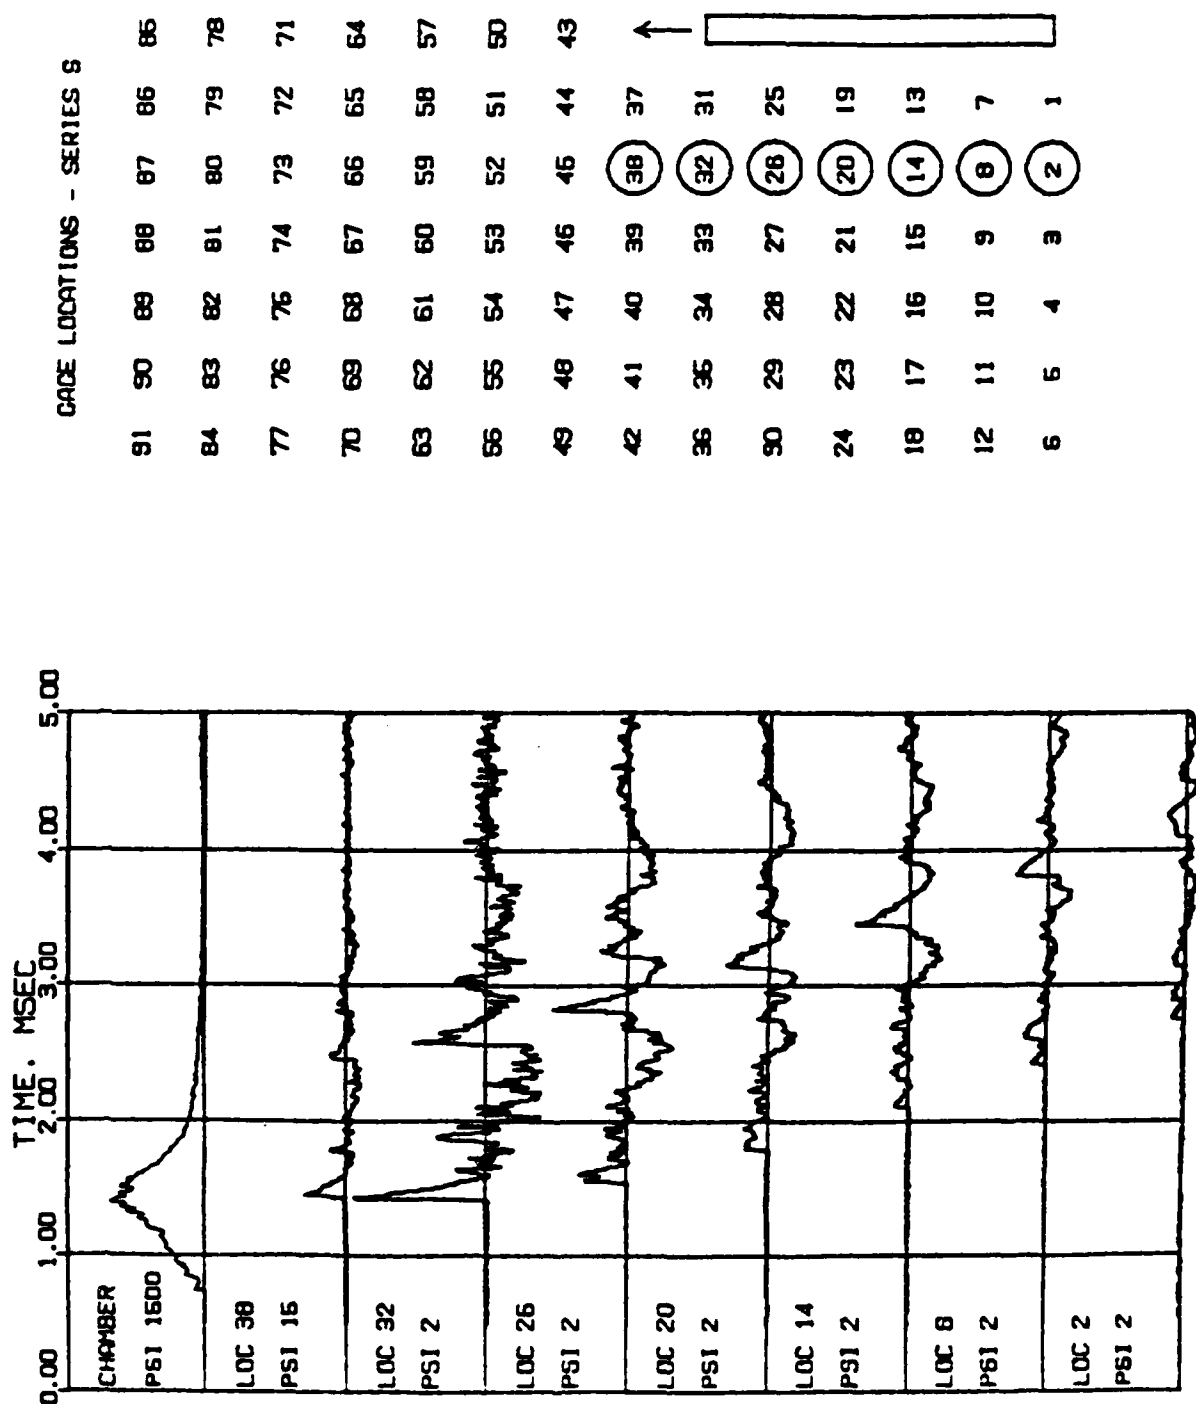 TIME, MSEC
0.00 1.00 2.00 3.00 4.00 5.00
CHAMBER
PSI 1500
LOC 38
PSI 15
LOC 32
PSI 2
LOC 26
PSI 2
LOC 20
PSI 2
LOC 14
PSI 2
LOC 8
PSI 2
LOC 2
PSI 2
GAGE LOCATIONS - SERIES S
91 90 89 88 87 86 85
84 83 82 81 80 79 78
77 76 75 74 73 72 71
70 69 68 67 66 65 64
63 62 61 60 59 58 57
56 55 54 53 52 51 50
49 48 47 46 45 44 43
42 41 40 39 38 37
36 35 34 33 32 31
30 29 28 27 26 25
24 23 22 21 20 19
18 17 16 15 14 13
12 11 10 9 8 7
6 5 4 3 2 1